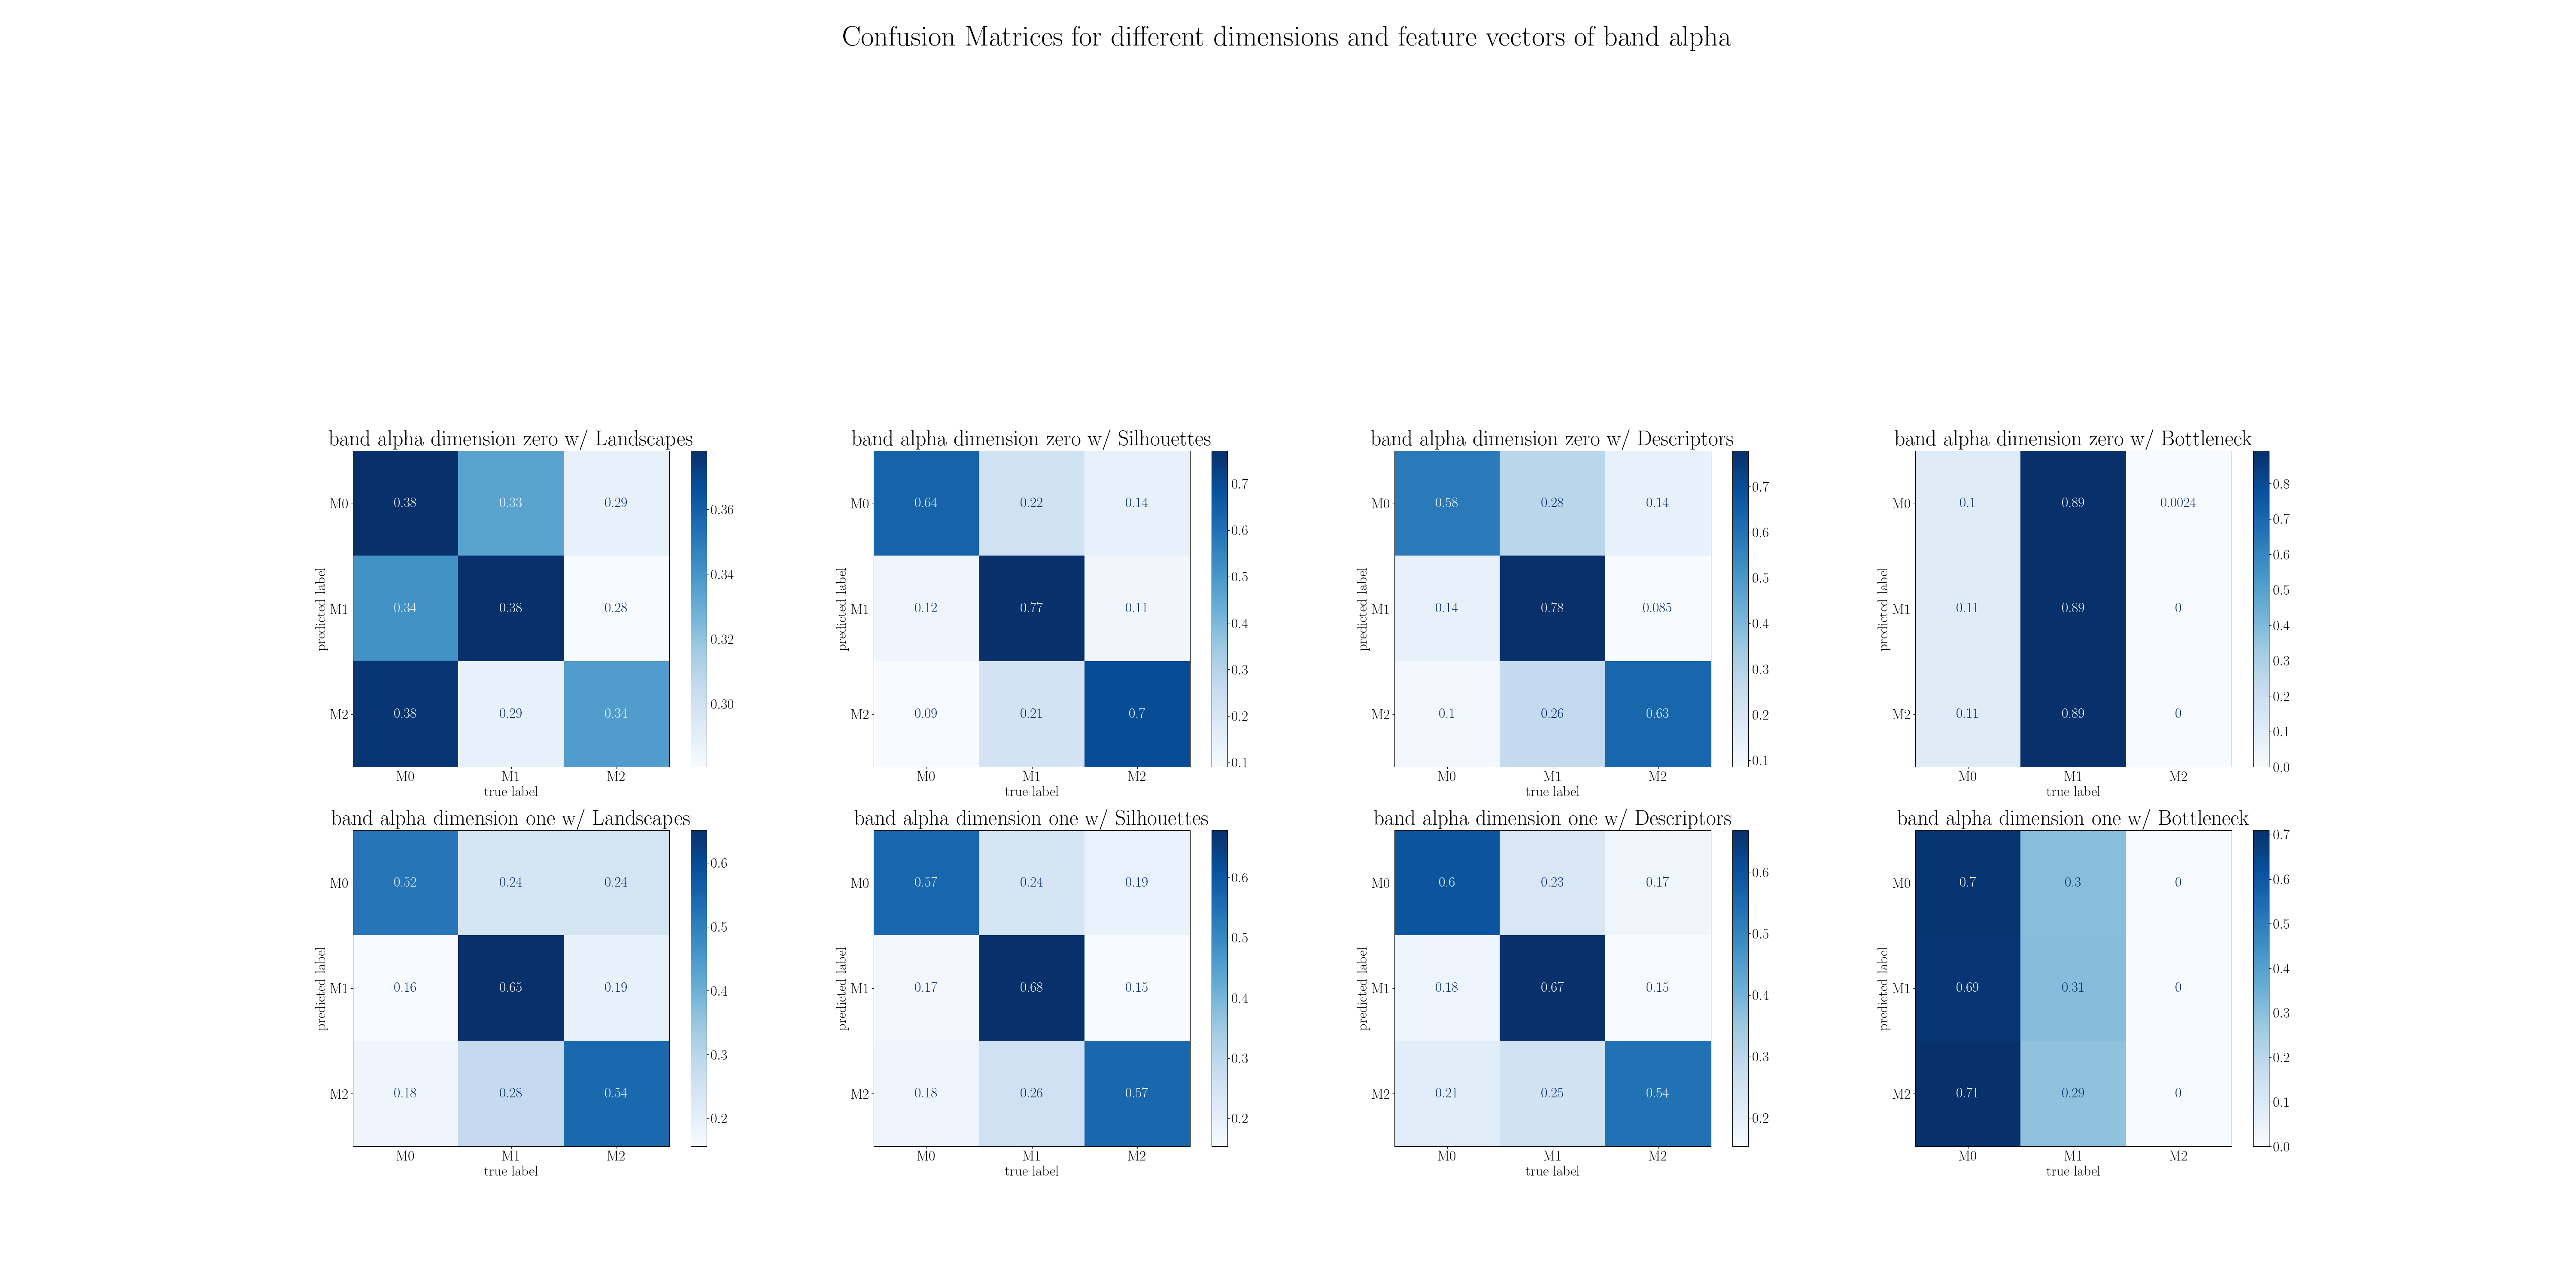 Confusion Matrices for different dimensions and feature vectors of band alpha
band alpha dimension zero w/ Landscapes
predicted label
M0 0.38 0.33 0.29
M1 0.34 0.38 0.28
M2 0.38 0.29 0.34
M0 M1 M2
true label
0.36
0.34
0.32
0.30
band alpha dimension zero w/ Silhouettes
predicted label
M0 0.64 0.22 0.14
M1 0.12 0.77 0.11
M2 0.09 0.21 0.7
M0 M1 M2
true label
0.7
0.6
0.5
0.4
0.3
0.2
0.1
band alpha dimension zero w/ Descriptors
predicted label
M0 0.58 0.28 0.14
M1 0.14 0.78 0.085
M2 0.1 0.26 0.63
M0 M1 M2
true label
0.7
0.6
0.5
0.4
0.3
0.2
0.1
band alpha dimension zero w/ Bottleneck
predicted label
M0 0.1 0.89 0.0024
M1 0.11 0.89 0
M2 0.11 0.89 0
M0 M1 M2
true label
0.8
0.7
0.6
0.5
0.4
0.3
0.2
0.1
0.0
band alpha dimension one w/ Landscapes
predicted label
M0 0.52 0.24 0.24
M1 0.16 0.65 0.19
M2 0.18 0.28 0.54
M0 M1 M2
true label
0.6
0.5
0.4
0.3
0.2
band alpha dimension one w/ Silhouettes
predicted label
M0 0.57 0.24 0.19
M1 0.17 0.68 0.15
M2 0.18 0.26 0.57
M0 M1 M2
true label
0.6
0.5
0.4
0.3
0.2
band alpha dimension one w/ Descriptors
predicted label
M0 0.6 0.23 0.17
M1 0.18 0.67 0.15
M2 0.21 0.25 0.54
M0 M1 M2
true label
0.6
0.5
0.4
0.3
0.2
band alpha dimension one w/ Bottleneck
predicted label
M0 0.7 0.3 0
M1 0.69 0.31 0
M2 0.71 0.29 0
M0 M1 M2
true label
0.7
0.6
0.5
0.4
0.3
0.2
0.1
0.0